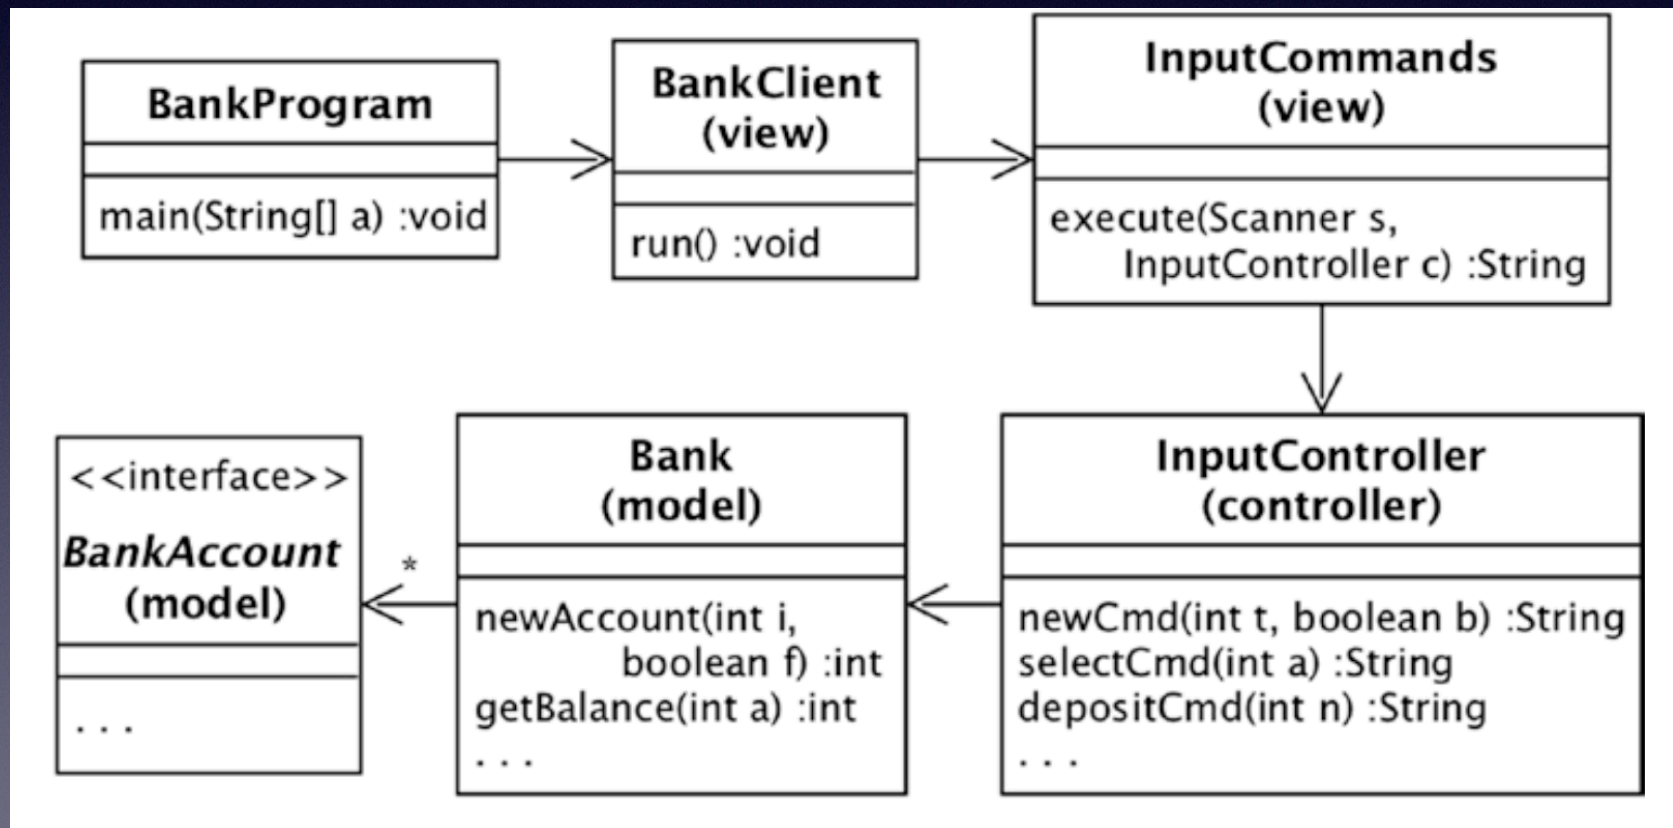 BankProgram
main(String[] a) :void
BankClient
(view)
run() :void
InputCommands
(view)
execute(Scanner s,
InputController c) :String
<<interface>>
BankAccount
(model)
. . .
*
Bank
(model)
newAccount(int i,
boolean f) :int
getBalance(int a) :int
. . .
InputController
(controller)
newCmd(int t, boolean b) :String
selectCmd(int a) :String
depositCmd(int n) :String
. . .